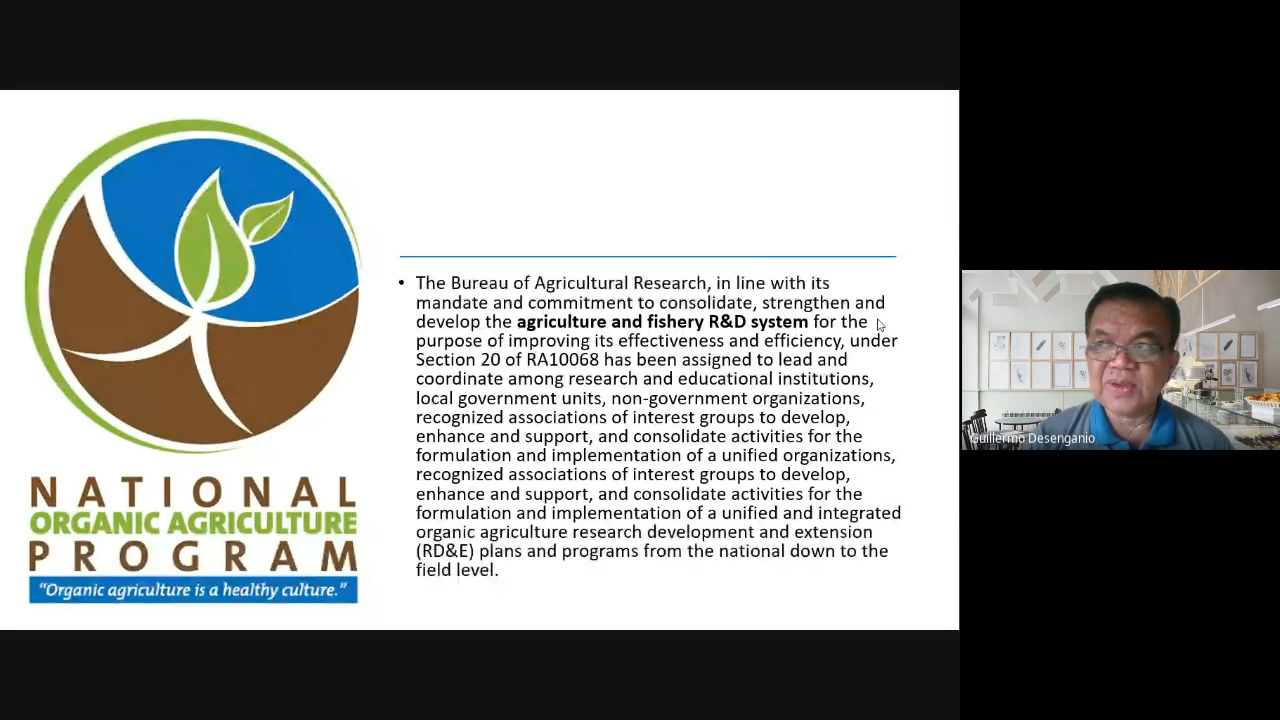 NATIONAL
ORGANIC AGRICULTURE
PROGRAM
“Organic agriculture is a healthy culture.”
• The Bureau of Agricultural Research, in line with its
mandate and commitment to consolidate, strengthen and
develop the agriculture and fishery R&D system for the
purpose of improving its effectiveness and efficiency, under
Section 20 of RA10068 has been assigned to lead and
coordinate among research and educational institutions,
local government units, non-government organizations,
recognized associations of interest groups to develop,
enhance and support, and consolidate activities for the
formulation and implementation of a unified organizations,
recognized associations of interest groups to develop,
enhance and support, and consolidate activities for the
formulation and implementation of a unified and integrated
organic agriculture research development and extension
(RD&E) plans and programs from the national down to the
field level.
Guillermo Desenganio